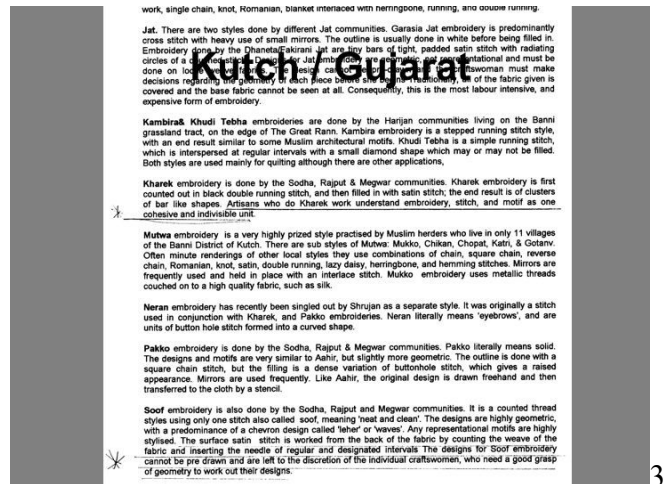 work, single chain, knot, Romanian, blanket interlaced with herringbone, running, and double running.
Jat. There are two styles done by different Jat communities. Garasia Jat embroidery is predominantly
cross stitch with heavy use of small mirrors. The outline is usually done in white before being filled in.
Embroidery done by the Dhaneta/Fakirani Jat are tiny bars of tight, padded satin stitch with radiating
circles of a stitch. Design for Jat embroidery are geometric, not representational and must be
Kutch / Gujarat
done on fabrics. The design craftswoman must make
decisions regarding the geometry of each piece before she begins. Traditionally, all of the fabric given is
covered and the base fabric cannot be seen at all. Consequently, this is the most labour intensive, and
expensive form of embroidery.
Kambira& Khudi Tebha embroideries are done by the Harijan communities living on the Banni
grassland tract, on the edge of The Great Rann. Kambira embroidery is a stepped running stitch style,
with an end result similar to some Muslim architectural motifs. Khudi Tebha is a simple running stitch,
which is interspersed at regular intervals with a small diamond shape which may or may not be filled.
Both styles are used mainly for quilting although there are other applications,
Kharek embroidery is done by the Sodha, Rajput & Megwar communities. Kharek embroidery is first
counted out in black double running stitch, and then filled in with satin stitch; the end result is of clusters
of bar like shapes. Artisans who do Kharek work understand embroidery, stitch, and motif as one
cohesive and indivisible unit.
Mutwa embroidery is a very highly prized style practised by Muslim herders who live in only 11 villages
of the Banni District of Kutch. There are sub styles of Mutwa: Mukko, Chikan, Chopat, Katri, & Gotanv.
Often minute renderings of other local styles they use combinations of chain, square chain, reverse
chain, Romanian, knot, satin, double running, lazy daisy, herringbone, and hemming stitches. Mirrors are
frequently used and held in place with an interlace stitch. Mukko embroidery uses metallic threads
couched on to a high quality fabric, such as silk.
Neran embroidery has recently been singled out by Shrujan as a separate style. It was originally a stitch
used in conjunction with Kharek, and Pakko embroideries. Neran literally means 'eyebrows', and are
units of button hole stitch formed into a curved shape.
Pakko embroidery is done by the Sodha, Rajput & Megwar communities. Pakko literally means solid.
The designs and motifs are very similar to Aahir, but slightly more geometric. The outline is done with a
square chain stitch, but the filling is a dense variation of buttonhole stitch, which gives a raised
appearance. Mirrors are used frequently. Like Aahir, the original design is drawn freehand and then
transferred to the cloth by a stencil.
Soof embroidery is also done by the Sodha, Rajput and Megwar communities. It is a counted thread
styles using only one stitch also called soof, meaning 'neat and clean'. The designs are highly geometric,
with a predominance of a chevron design called 'leher' or 'waves'. Any representational motifs are highly
stylised. The surface satin stitch is worked from the back of the fabric by counting the weave of the
fabric and inserting the needle of regular and designated intervals The designs for Soof embroidery
cannot be pre drawn and are left to the discretion of the individual craftswomen, who need a good grasp
of geometry to work out their designs.
3